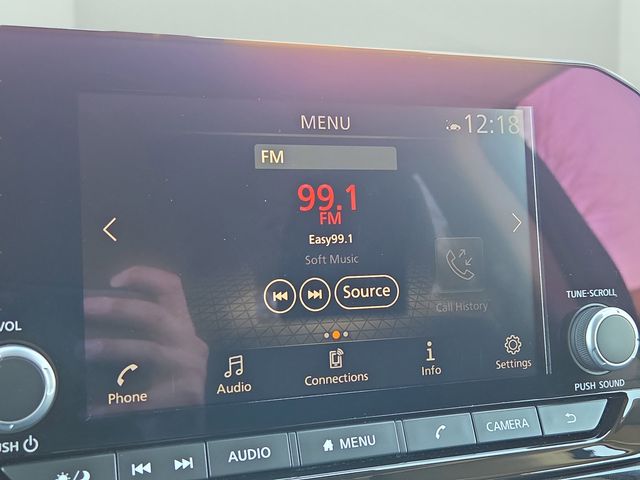 MENU
12:18
FM
99.1
FM
Easy99.1
Soft Music
Source
Call History
Phone
Audio
Connections
Info
Settings
VOL
PUSH
TUNE-SCROLL
PUSH SOUND
AUDIO
MENU
CAMERA